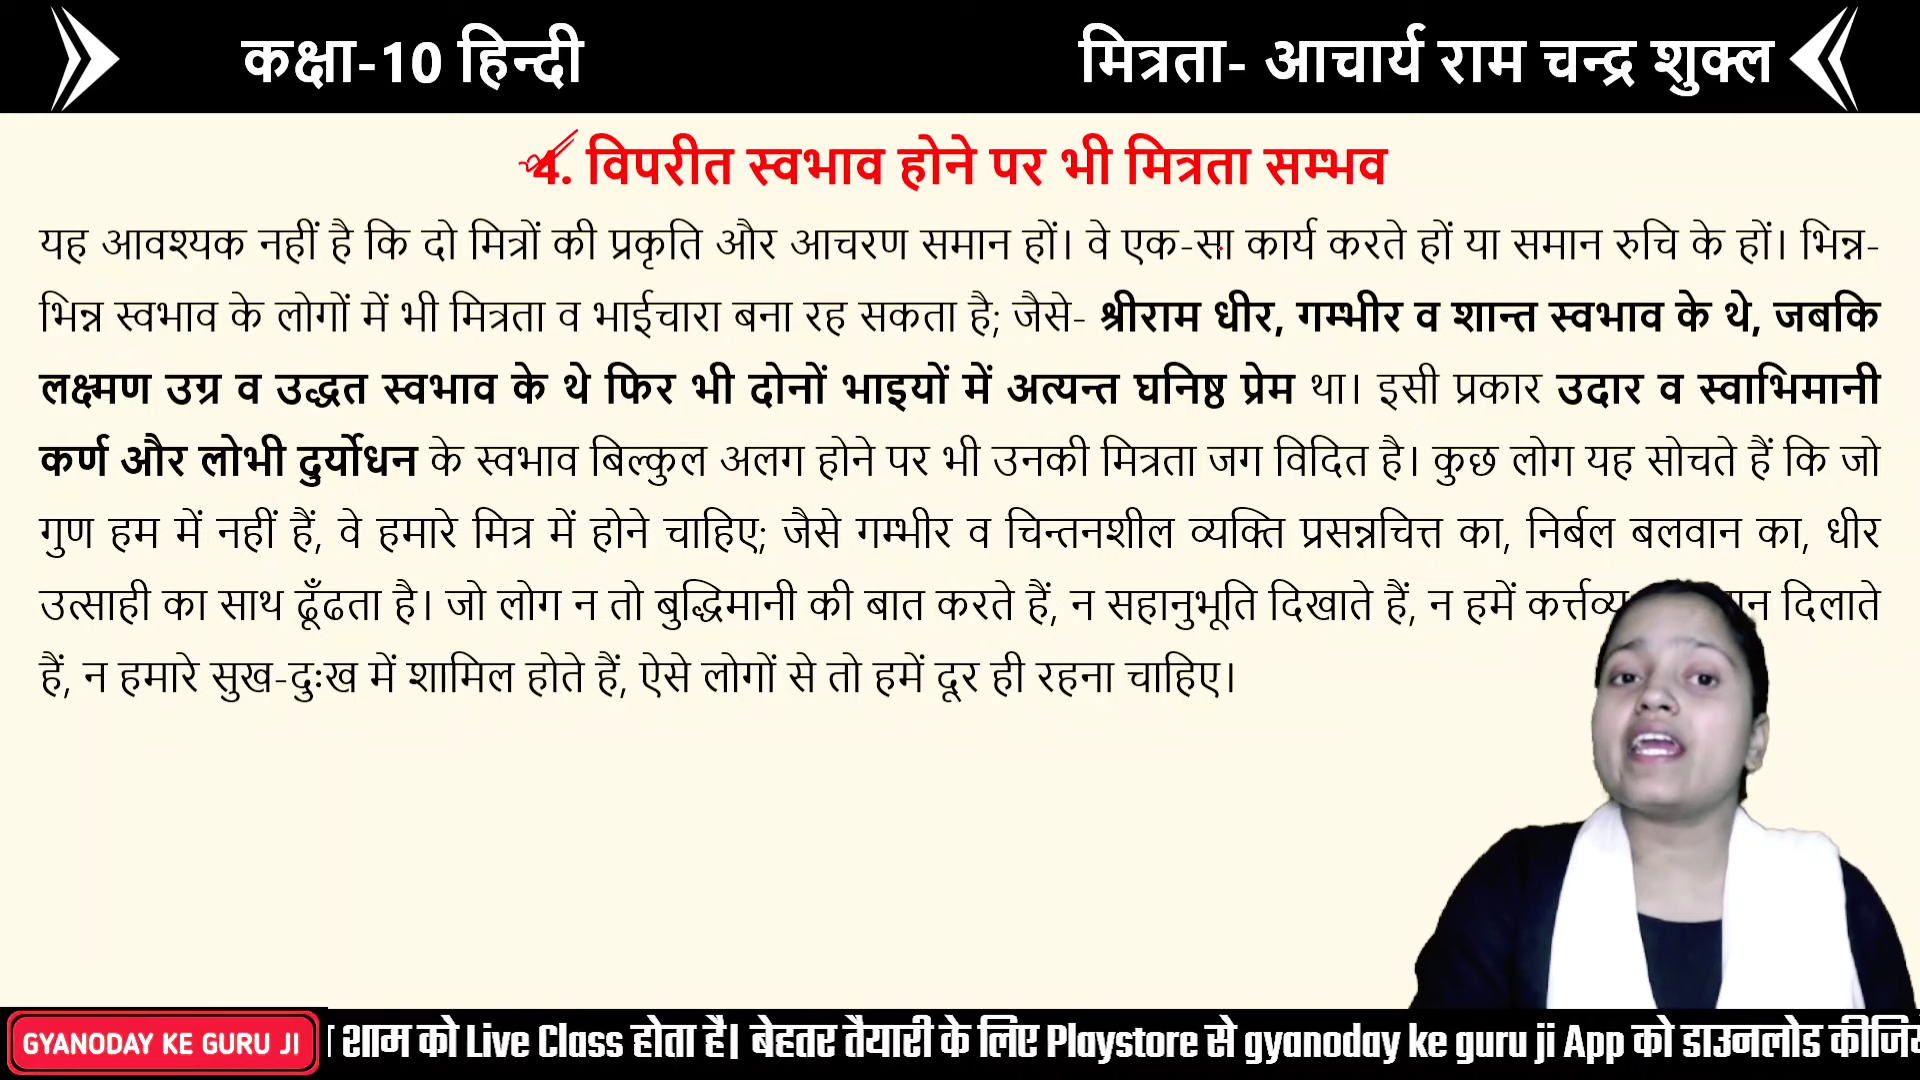 कक्षा-10 हिन्दी
मित्रता- आचार्य राम चन्द्र शुक्ल
4. विपरीत स्वभाव होने पर भी मित्रता सम्भव
यह आवश्यक नहीं है कि दो मित्रों की प्रकृति और आचरण समान हों। वे एक-सा कार्य करते हों या समान रुचि के हों। भिन्न-
भिन्न स्वभाव के लोगों में भी मित्रता व भाईचारा बना रह सकता है; जैसे- श्रीराम धीर, गम्भीर व शान्त स्वभाव के थे, जबकि
लक्ष्मण उग्र व उद्धत स्वभाव के थे फिर भी दोनों भाइयों में अत्यन्त घनिष्ठ प्रेम था। इसी प्रकार उदार व स्वाभिमानी
कर्ण और लोभी दुर्योधन के स्वभाव बिल्कुल अलग होने पर भी उनकी मित्रता जग विदित है। कुछ लोग यह सोचते हैं कि जो
गुण हम में नहीं हैं, वे हमारे मित्र में होने चाहिए; जैसे गम्भीर व चिन्तनशील व्यक्ति प्रसन्नचित्त का, निर्बल बलवान का, धीर
उत्साही का साथ ढूँढता है। जो लोग न तो बुद्धिमानी की बात करते हैं, न सहानुभूति दिखाते हैं, न हमें कर्त्तव्य दिलाते
हैं, न हमारे सुख-दुःख में शामिल होते हैं, ऐसे लोगों से तो हमें दूर ही रहना चाहिए।
GYANODAY KE GURU JI
शाम को Live Class होता है। बेहतर तैयारी के लिए Playstore से gyanoday ke guru ji App को डाउनलोड